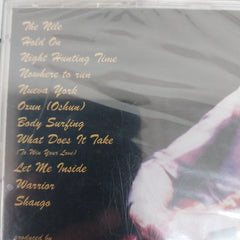 The Nile
Hold On
Night Hunting Time
Nowhere to run
Nueva York
Orun (Oshun)
Body Surfing
What Does It Take
(To Win Your Love)
Let Me Inside
Warrior
Shango
produced by